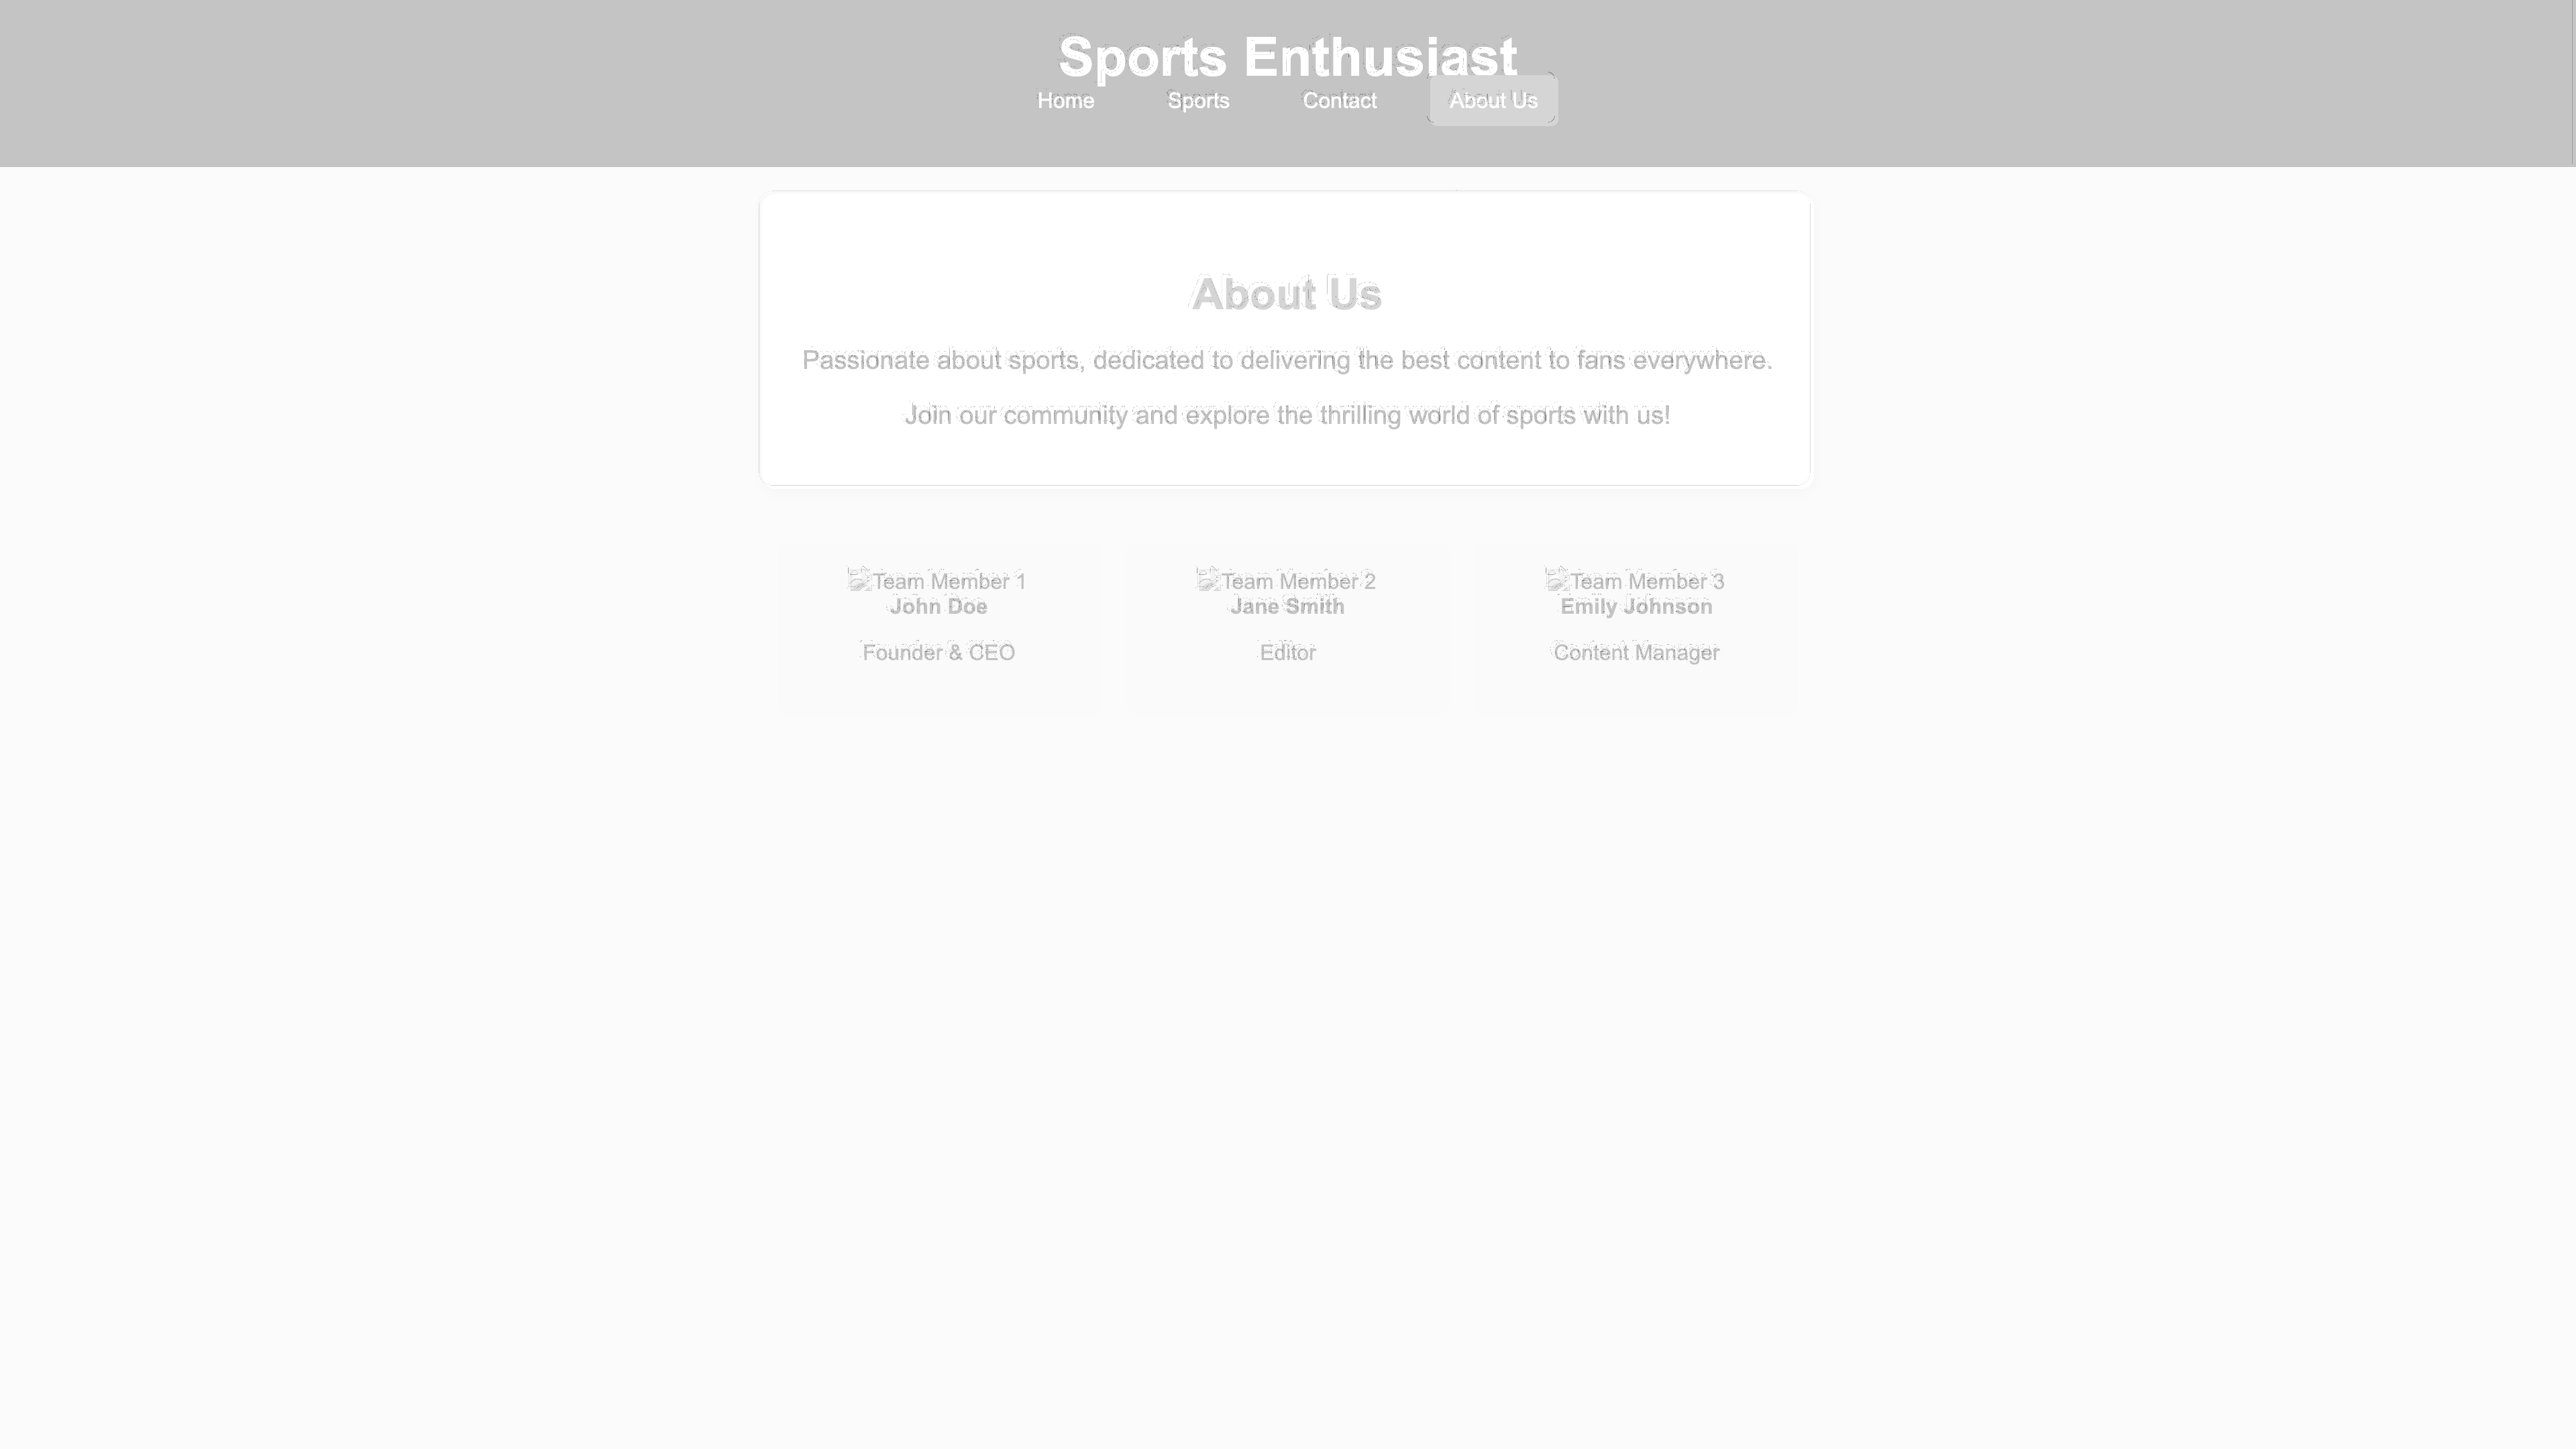 Sports Enthusiast
Home Sports Contact About Us
About Us
Passionate about sports, dedicated to delivering the best content to fans everywhere.
Join our community and explore the thrilling world of sports with us!
Team Member 1 Team Member 2 Team Member 3
John Doe Jane Smith Emily Johnson
Founder & CEO Editor Content Manager